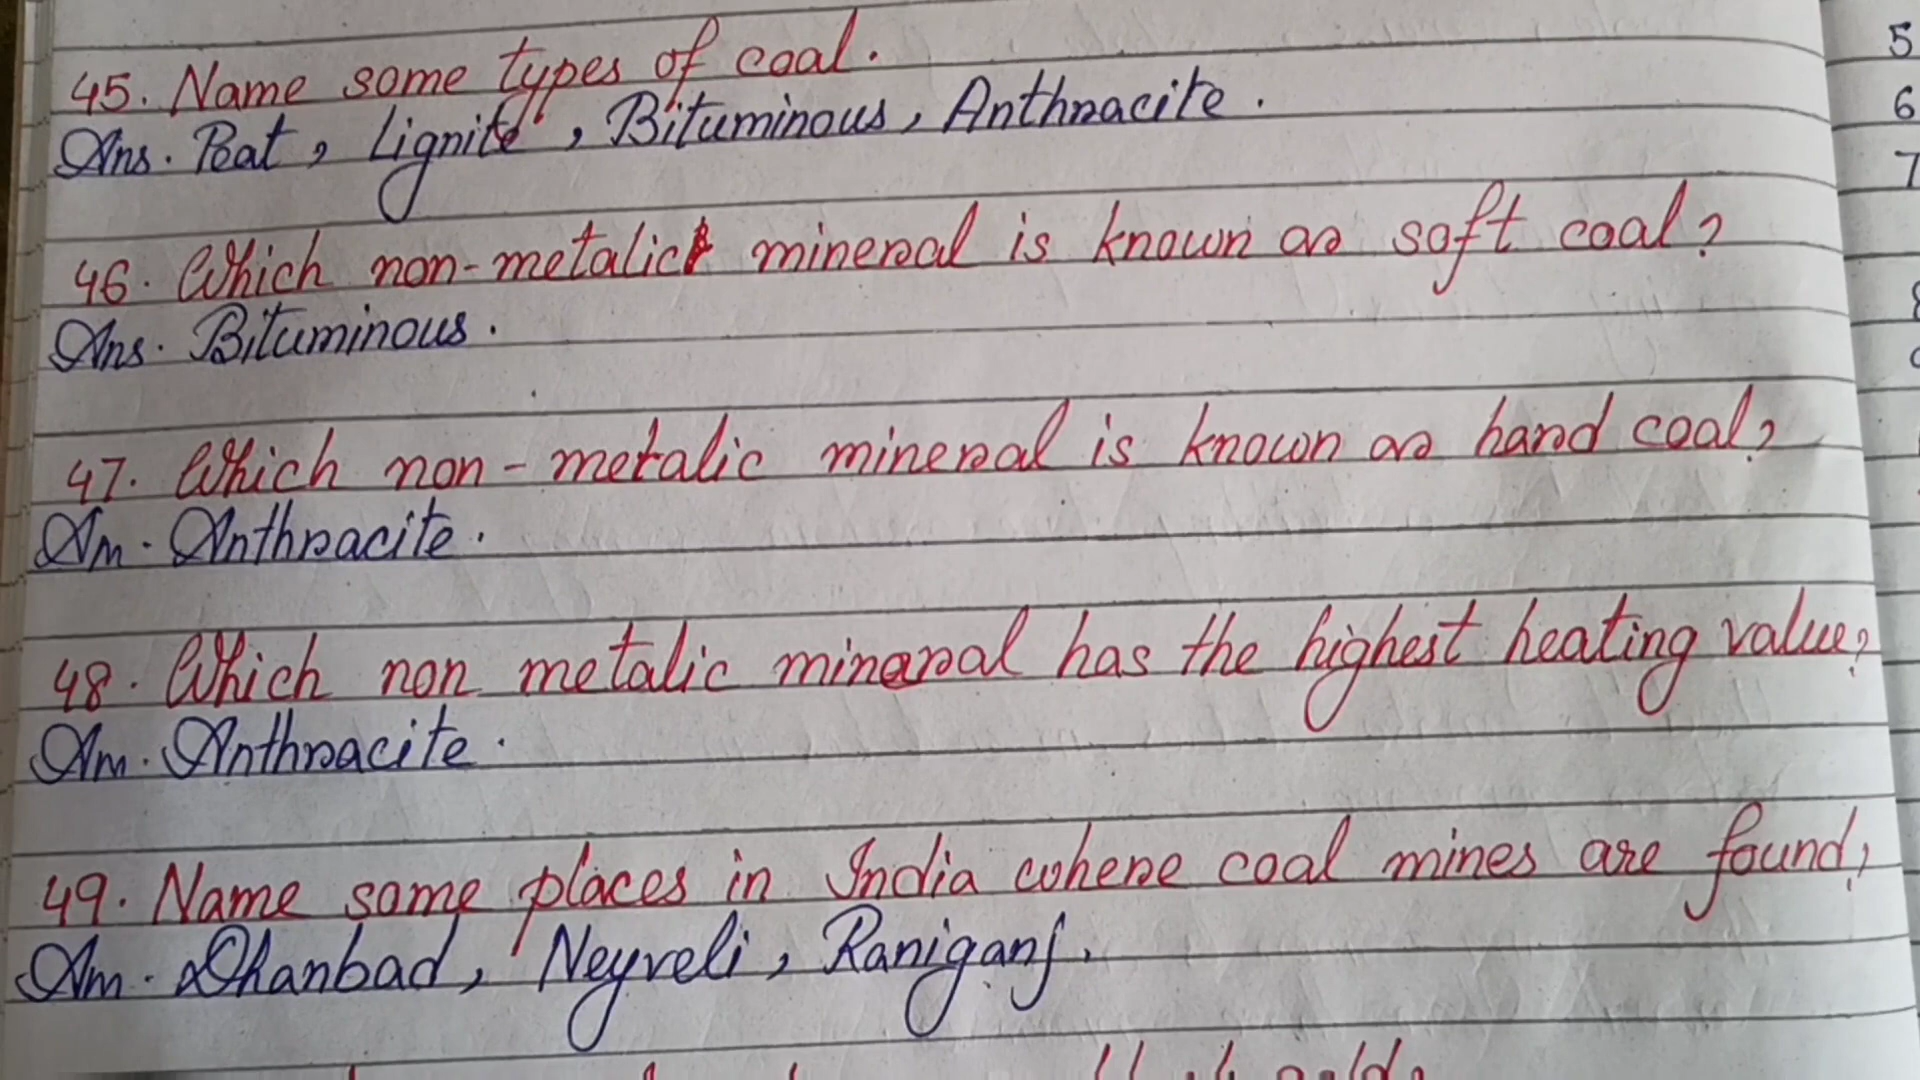 45. Name some types of coal.
Ans. Peat, Lignite, Bituminous, Anthracite.
46. Which non-metalic mineral is known as soft coal?
Ans. Bituminous.
47. Which non-metalic mineral is known as hard coal?
Ans. Anthracite.
48. Which non metalic mineral has the highest heating value?
Ans. Anthracite.
49. Name some places in India where coal mines are found?
Ans. Dhanbad, Neyveli, Raniganj.
5
6
7